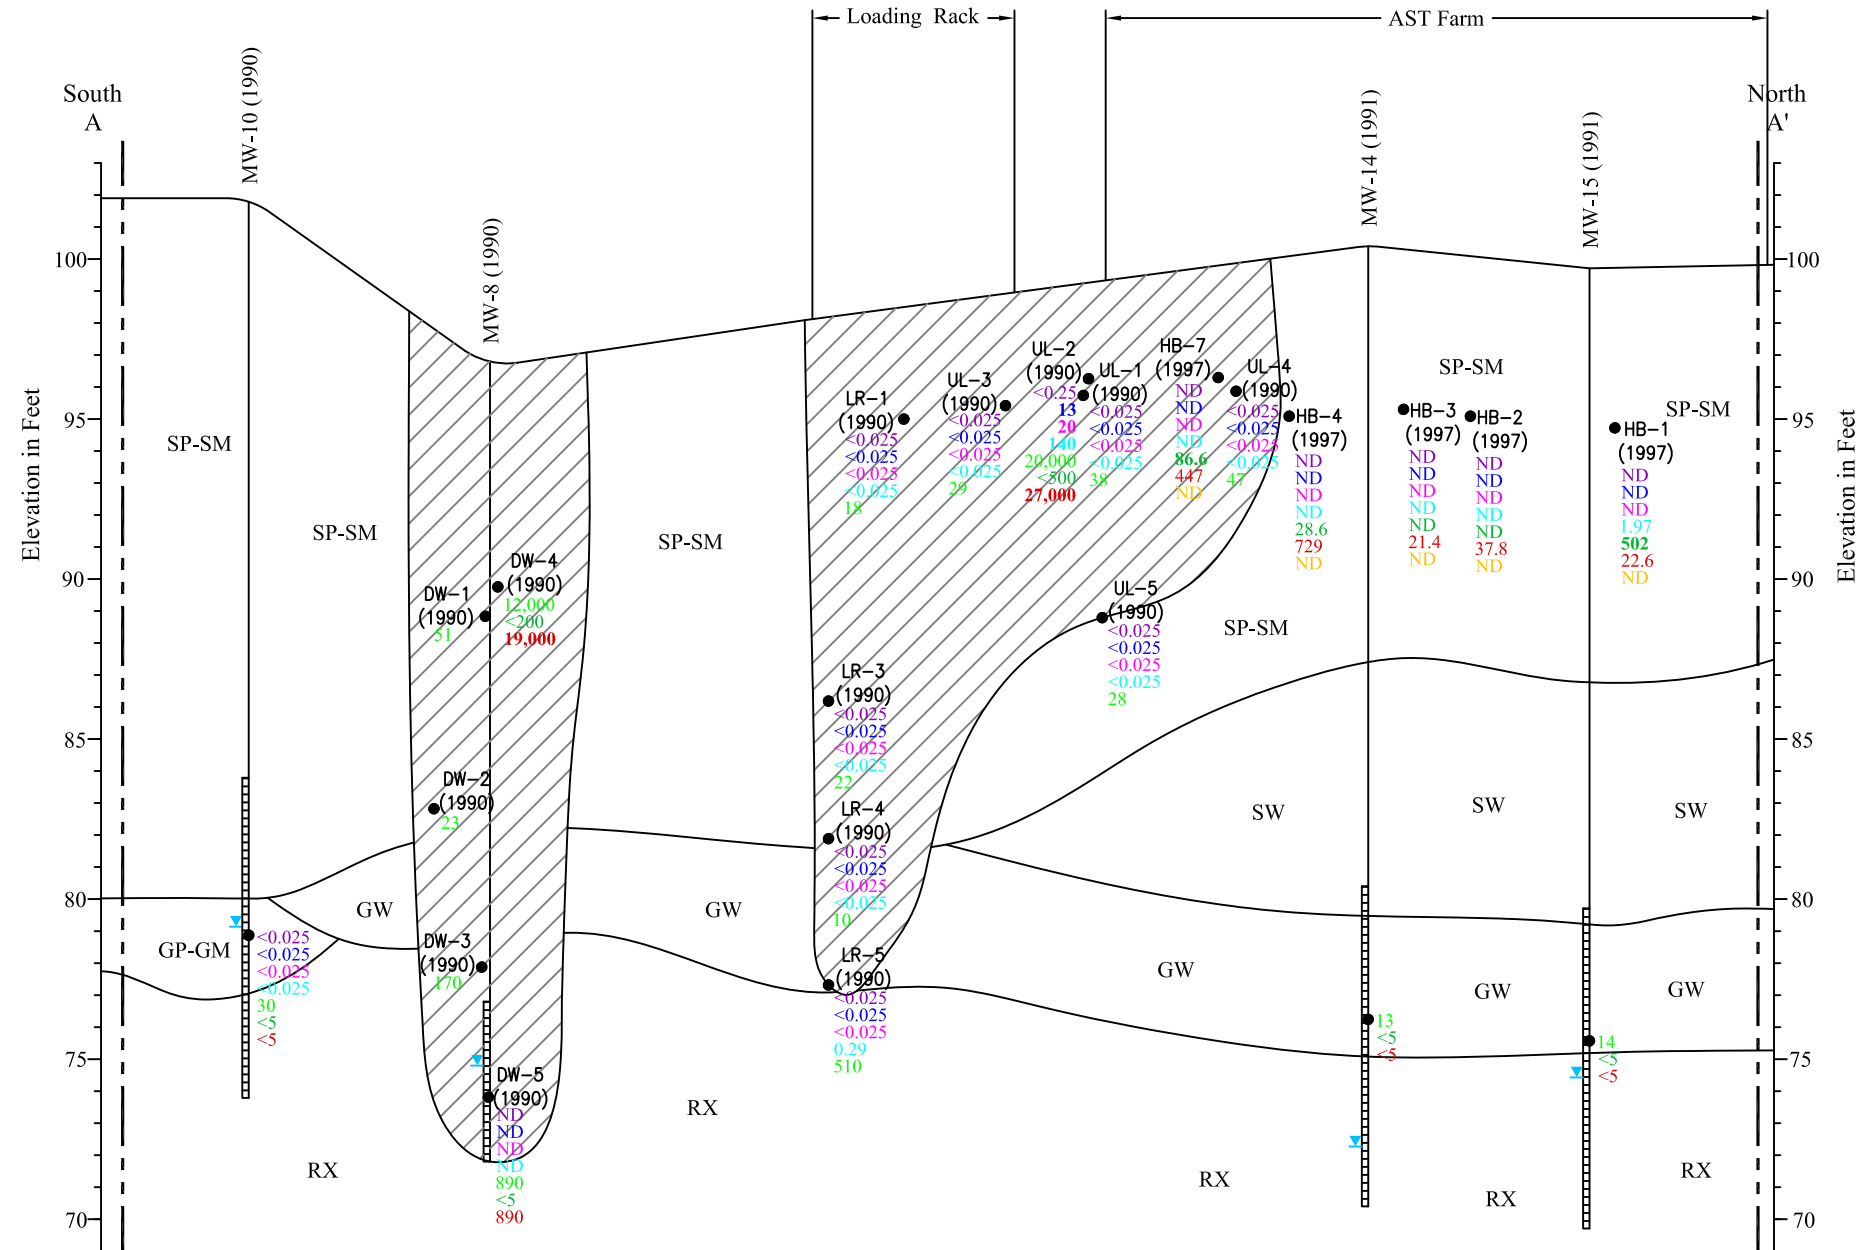 Loading Rack
AST Farm
South
A
North
A'
MW-10 (1990)
MW-8 (1990)
MW-14 (1991)
MW-15 (1991)
Elevation in Feet
100
95
90
85
80
75
70
Elevation in Feet
100
95
90
85
80
75
70
SP-SM
SP-SM
SP-SM
SP-SM
SP-SM
SP-SM
GP-GM
GW
GW
GW
GW
GW
SW
SW
SW
RX
RX
RX
RX
RX
<0.025
<0.025
<0.025
<0.025
30
<5
<5
DW-4
(1990)
12,000
<200
19,000
DW-1
(1990)
51
DW-2
(1990)
23
DW-3
(1990)
170
DW-5
(1990)
ND
ND
ND
ND
890
<5
890
LR-1
(1990)
<0.025
<0.025
<0.025
<0.025
18
UL-3
(1990)
<0.025
<0.025
<0.025
<0.025
29
UL-2
(1990)
<0.25
13
20
140
20,000
<500
27,000
UL-1
(1990)
<0.025
<0.025
<0.025
<0.025
38
HB-7
(1997)
ND
ND
ND
ND
86.6
447
ND
UL-4
(1990)
<0.025
<0.025
<0.025
<0.025
47
HB-4
(1997)
ND
ND
ND
ND
28.6
729
ND
HB-3
(1997)
ND
ND
ND
ND
ND
21.4
ND
HB-2
(1997)
ND
ND
ND
ND
ND
37.8
ND
HB-1
(1997)
ND
ND
ND
1.97
502
22.6
ND
UL-5
(1990)
<0.025
<0.025
<0.025
<0.025
28
LR-3
(1990)
<0.025
<0.025
<0.025
<0.025
22
LR-4
(1990)
<0.025
<0.025
<0.025
<0.025
10
LR-5
(1990)
<0.025
<0.025
<0.025
0.29
510
13
<5
<5
14
<5
<5